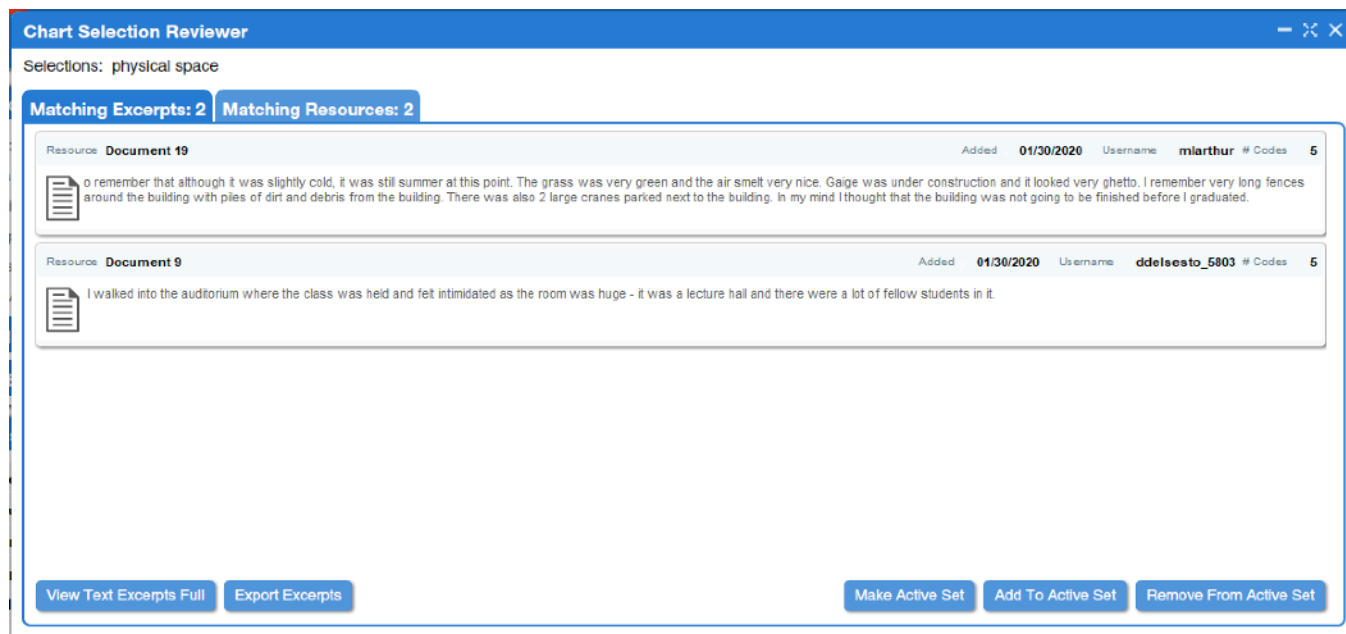 Chart Selection Reviewer
Selections: physical space
Matching Excerpts: 2 Matching Resources: 2
Resource Document 19 Added 01/30/2020 Username mlarthur # Codes 5
o remember that although it was slightly cold, it was still summer at this point. The grass was very green and the air smelt very nice. Gaige was under construction and it looked very ghetto. I remember very long fences
around the building with piles of dirt and debris from the building. There was also 2 large cranes parked next to the building. In my mind I thought that the building was not going to be finished before I graduated.
Resource Document 9 Added 01/30/2020 Username ddelsesto_5803 # Codes 5
I walked into the auditorium where the class was held and felt intimidated as the room was huge - it was a lecture hall and there were a lot of fellow students in it.
View Text Excerpts Full Export Excerpts Make Active Set Add To Active Set Remove From Active Set